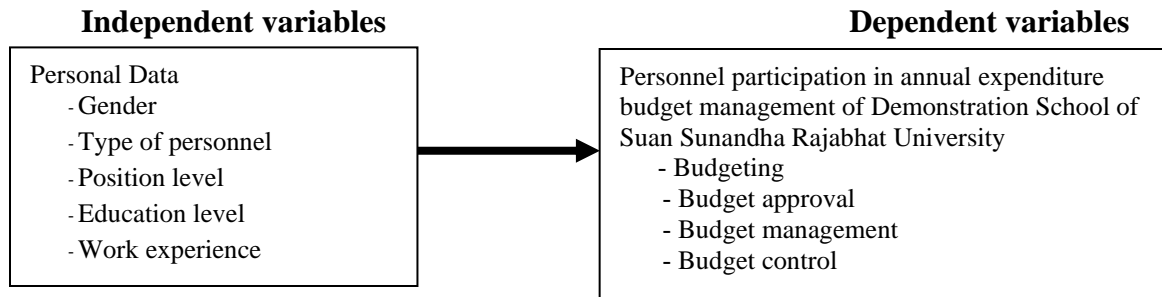 Independent variables
Personal Data
- Gender
- Type of personnel
- Position level
- Education level
- Work experience
Dependent variables
Personnel participation in annual expenditure
budget management of Demonstration School of
Suan Sunandha Rajabhat University
- Budgeting
- Budget approval
- Budget management
- Budget control